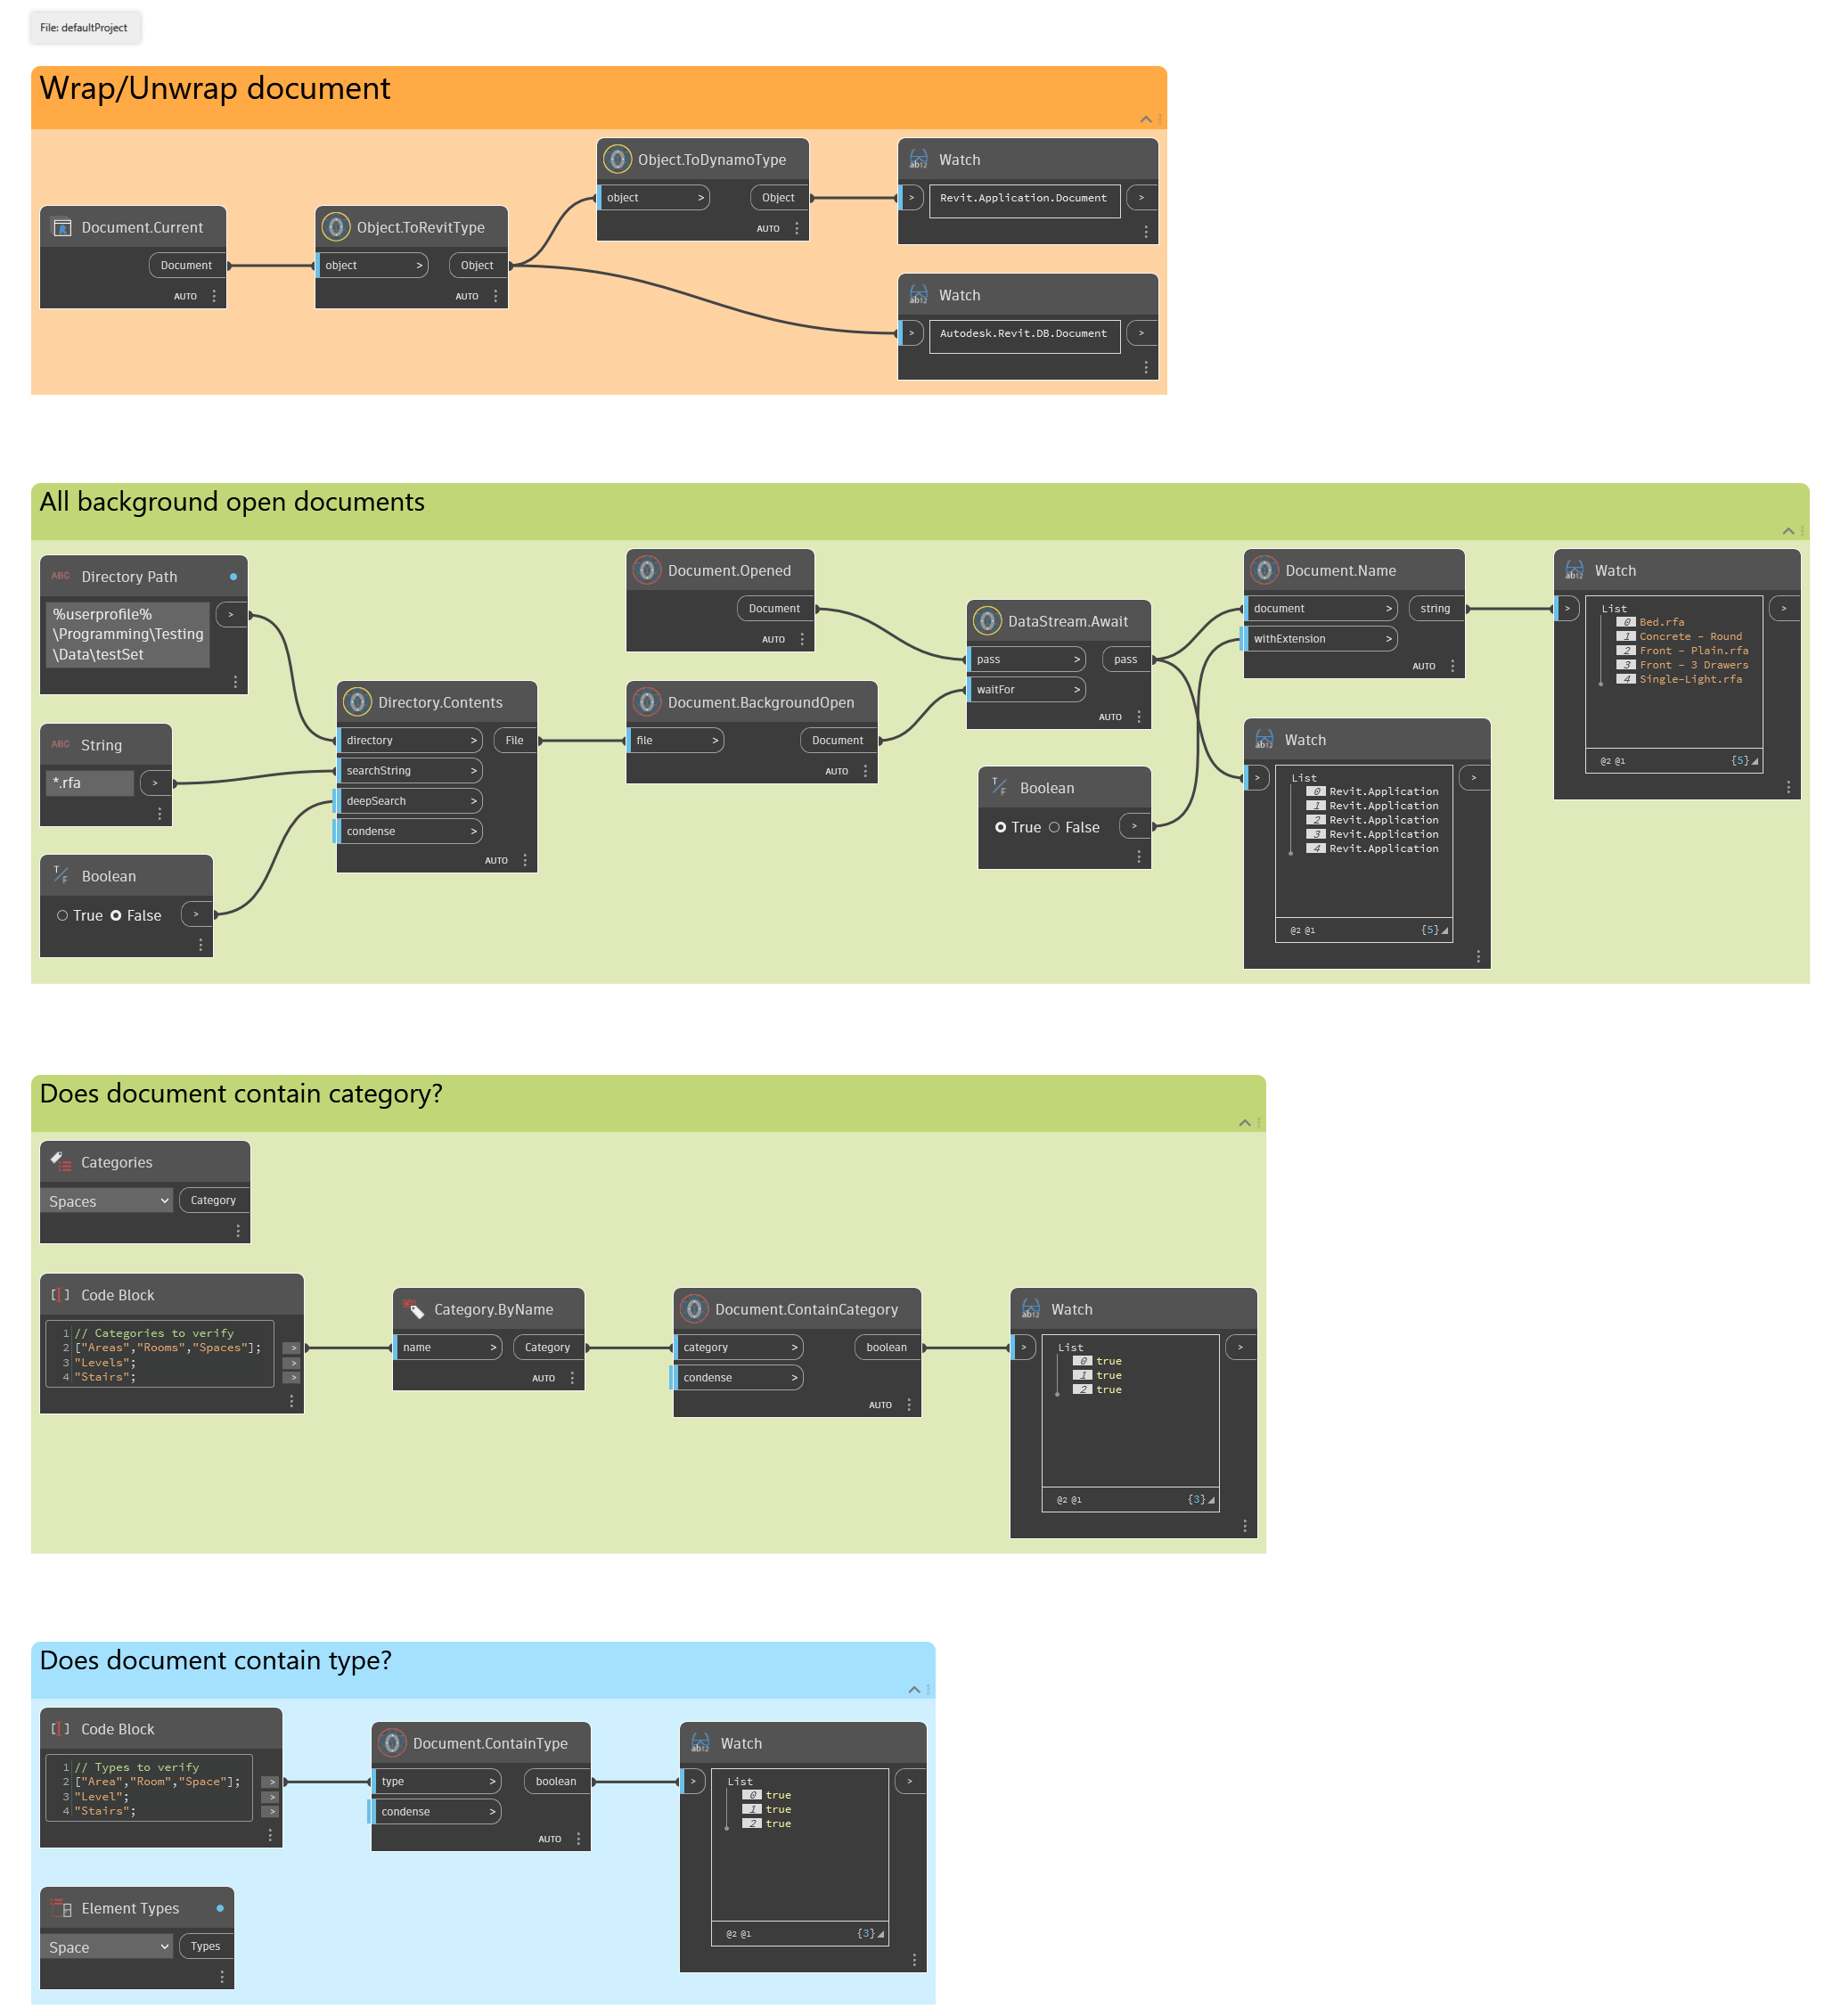 File: defaultProject
Wrap/Unwrap document
Document.Current
Document
AUTO
Object.ToRevitType
object >
Object
AUTO
Object.ToDynamoType
object >
Object
AUTO
Watch
> Revit.Application.Document >
Watch
> Autodesk.Revit.DB.Document >
All background open documents
ABC Directory Path
%userprofile%
\Programming\Testing
\Data\testSet
>
ABC String
*.rfa >
T/F Boolean
True False >
Directory.Contents
directory > File
searchString >
deepSearch >
condense >
AUTO
Document.Opened
Document
AUTO
Document.BackgroundOpen
file > Document
AUTO
DataStream.Await
pass > pass
waitFor >
AUTO
T/F Boolean
True False >
Document.Name
document > string
withExtension >
AUTO
Watch
> List >
0 Revit.Application
1 Revit.Application
2 Revit.Application
3 Revit.Application
4 Revit.Application
@2 @1 {5}
Watch
> List >
0 Bed.rfa
1 Concrete - Round
2 Front - Plain.rfa
3 Front - 3 Drawers
4 Single-Light.rfa
@2 @1 {5}
Does document contain category?
Categories
Spaces Category
Code Block
1 // Categories to verify
2 ["Areas","Rooms","Spaces"]; >
3 "Levels"; >
4 "Stairs"; >
Category.ByName
name > Category
AUTO
Document.ContainCategory
category > boolean
condense >
AUTO
Watch
> List >
0 true
1 true
2 true
@2 @1 {3}
Does document contain type?
Code Block
1 // Types to verify
2 ["Area","Room","Space"]; >
3 "Level"; >
4 "Stairs"; >
Element Types
Space Types
Document.ContainType
type > boolean
condense >
AUTO
Watch
> List >
0 true
1 true
2 true
@2 @1 {3}